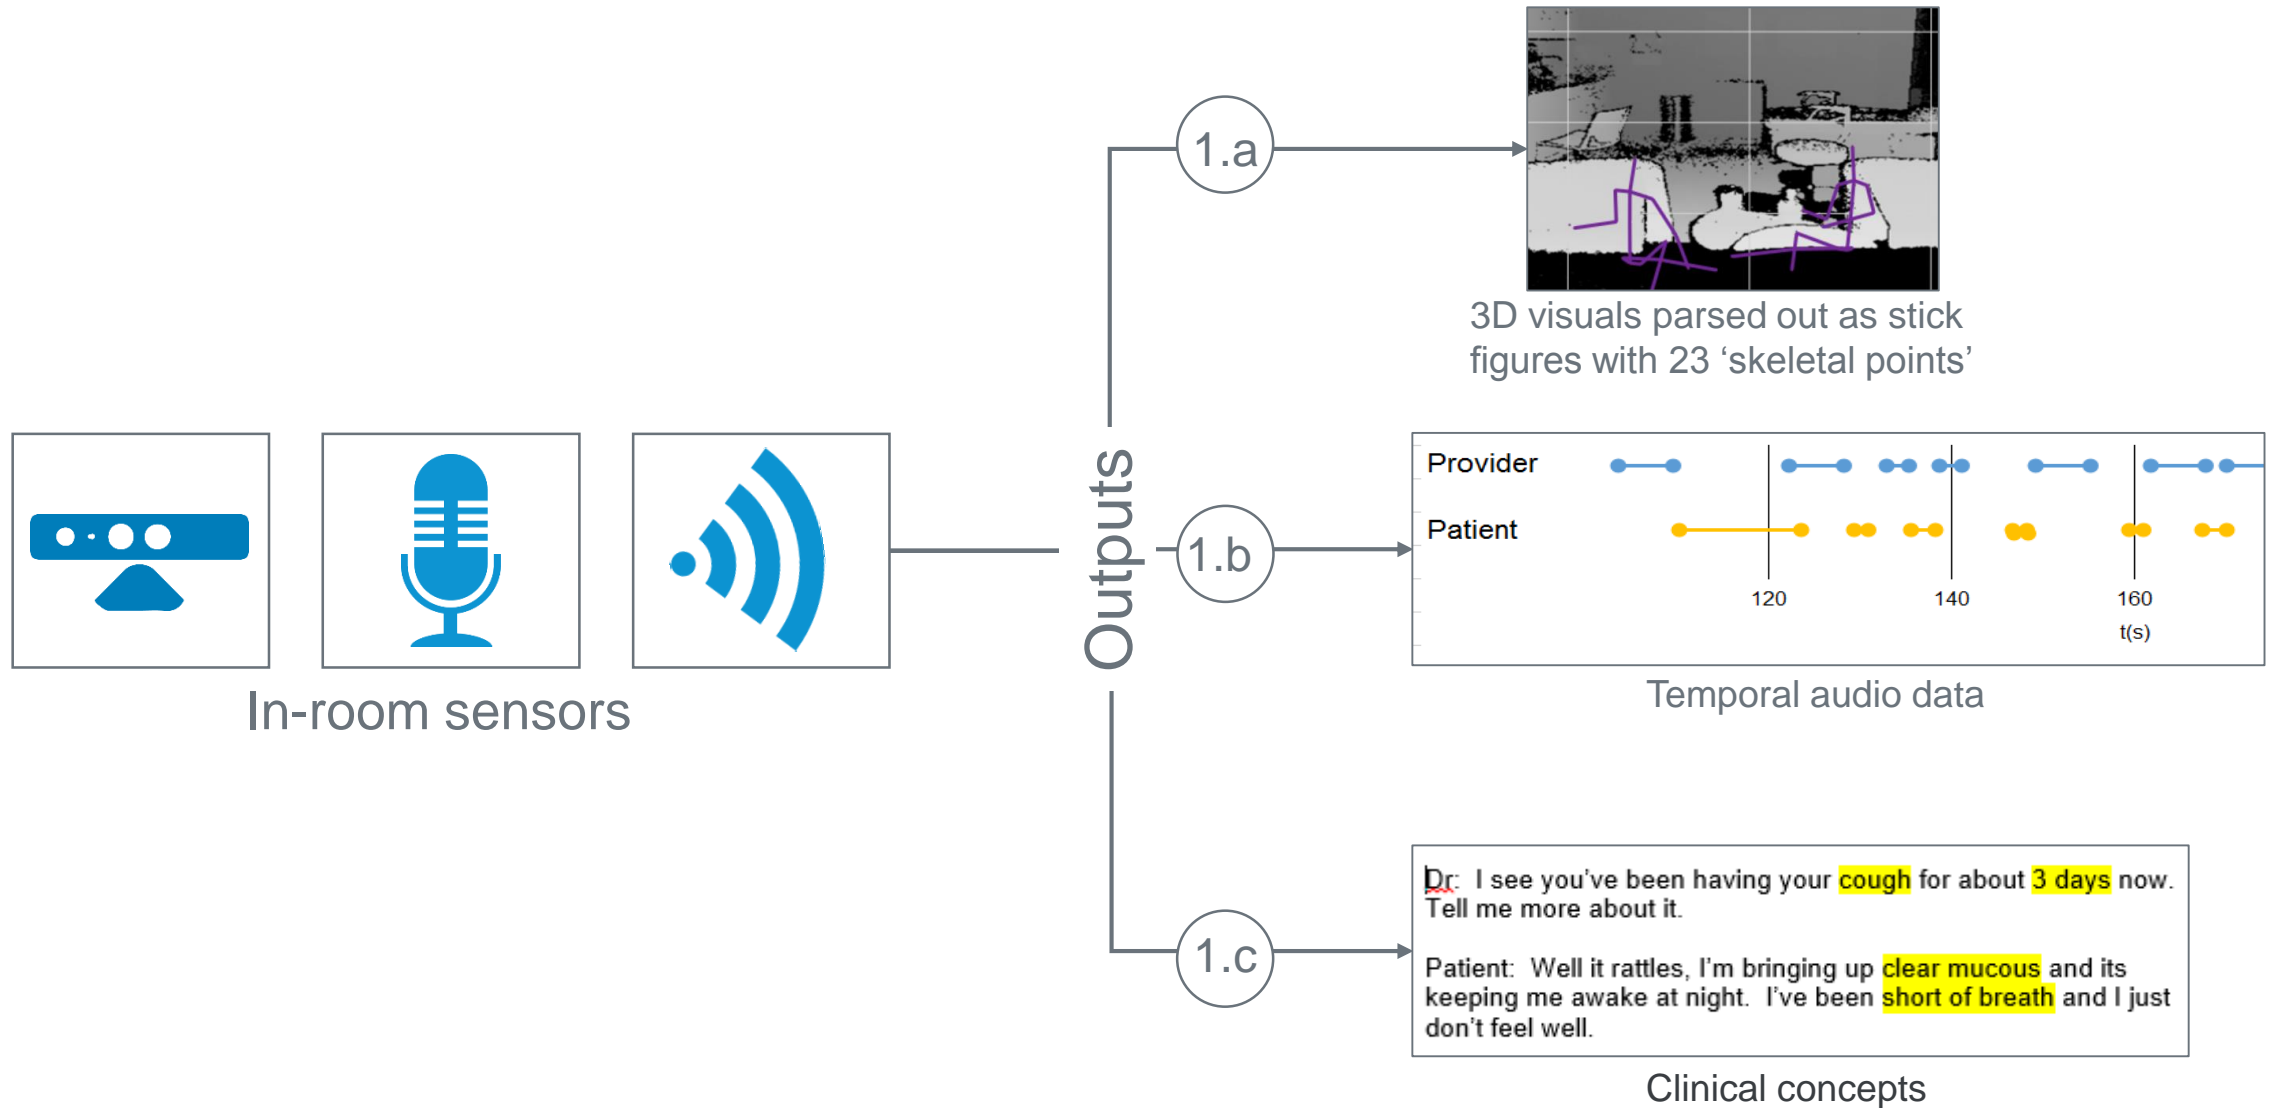 1.a
3D visuals parsed out as stick
figures with 23 ‘skeletal points’
In-room sensors
Outputs
1.b
Provider
Patient
120 140 160
t(s)
Temporal audio data
1.c
Dr:  I see you've been having your cough for about 3 days now.
Tell me more about it.
Patient:  Well it rattles, I'm bringing up clear mucous and its
keeping me awake at night.  I've been short of breath and I just
don't feel well.
Clinical concepts